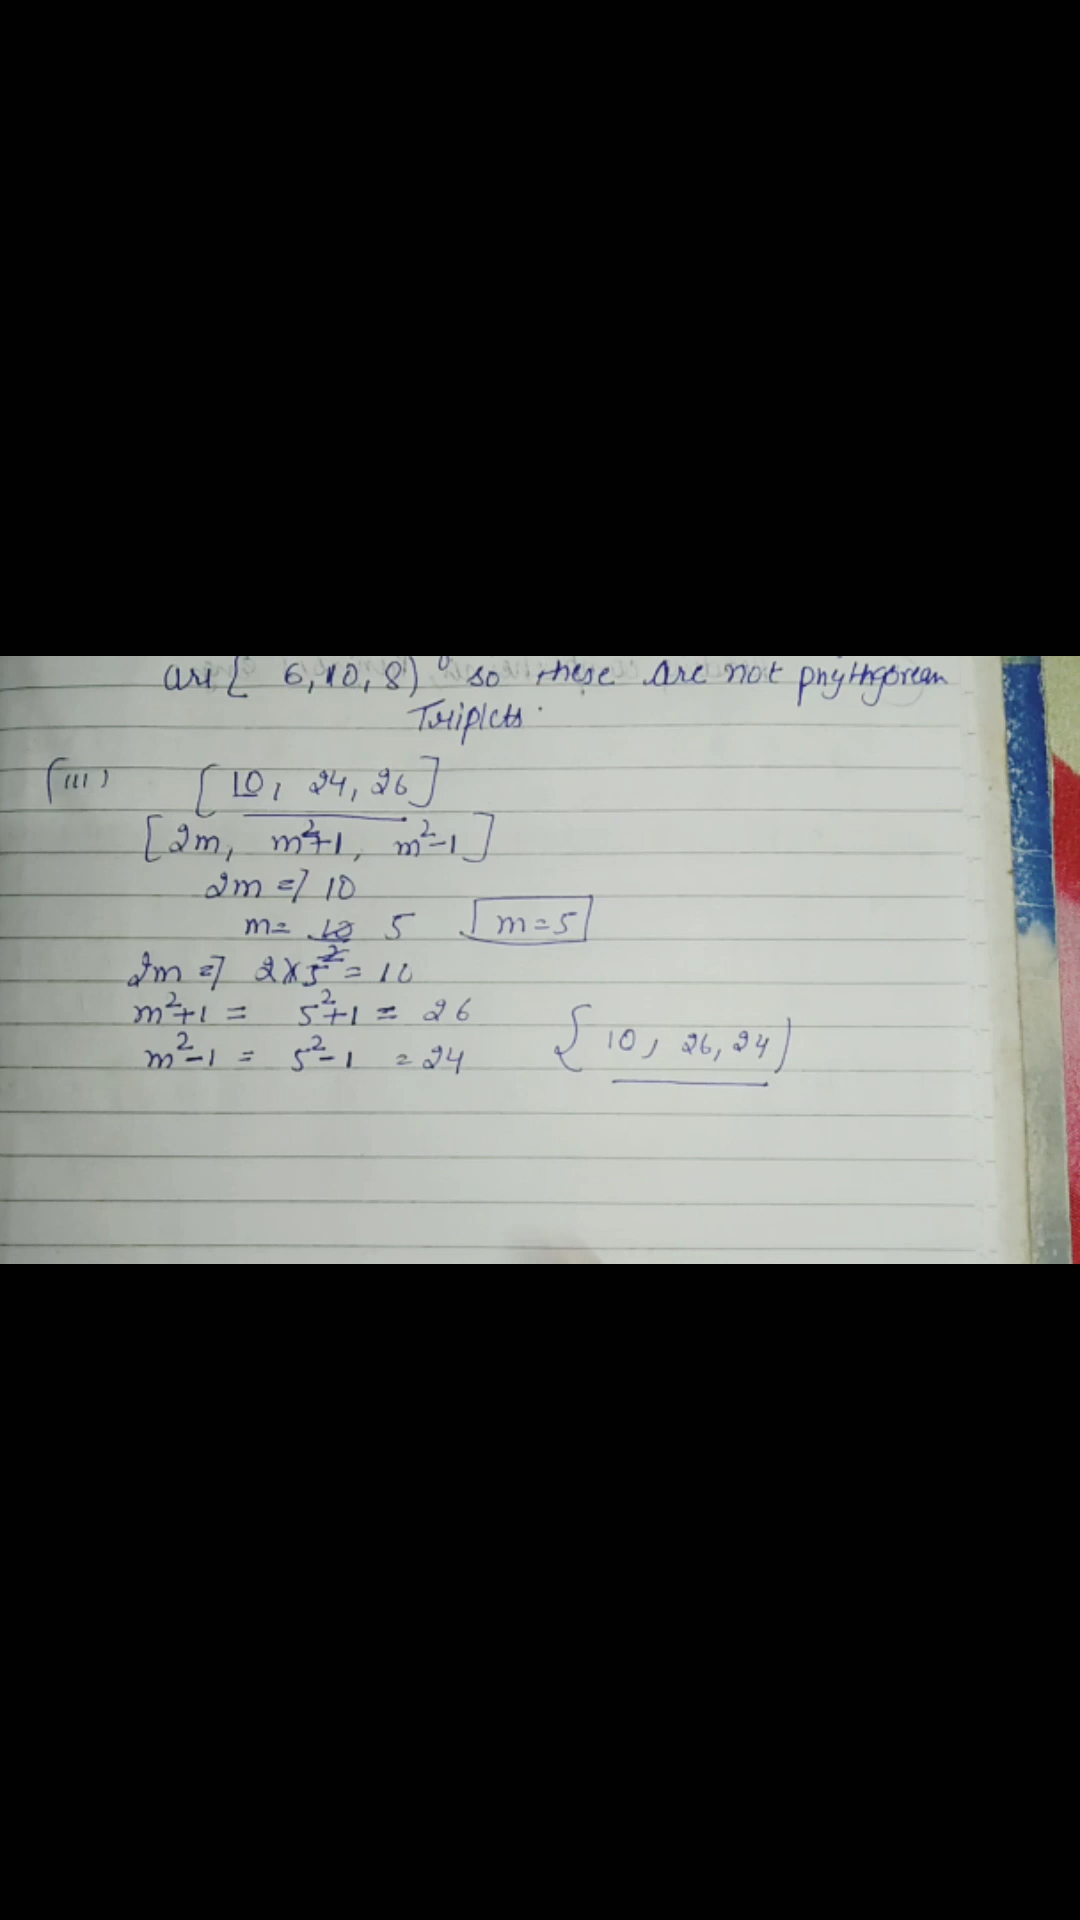 are [ 6, 10, 8) so these are not phythgorean
Triplets.
(iii) [10, 24, 26]
[2m, m²+1, m²-1]
2m => 10
m= 10/2 5 m=5
2m => 2×5 = 10
m²+1 = 5²+1 = 26
m²-1 = 5²-1 = 24 { 10, 26, 24)